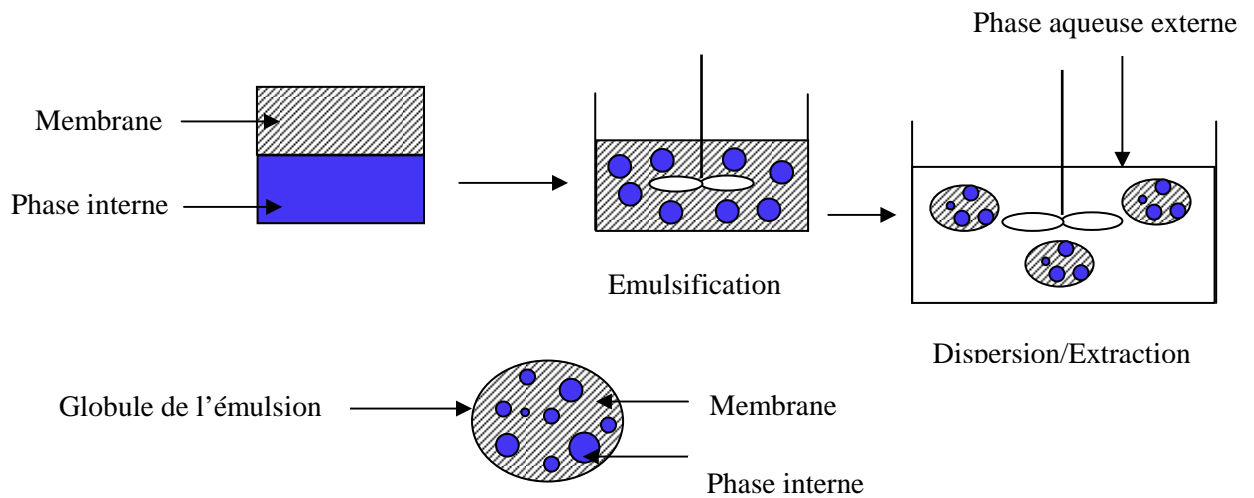 Phase aqueuse externe
Membrane
Phase interne
Emulsification
Dispersion/Extraction
Globule de l’émulsion
Membrane
Phase interne